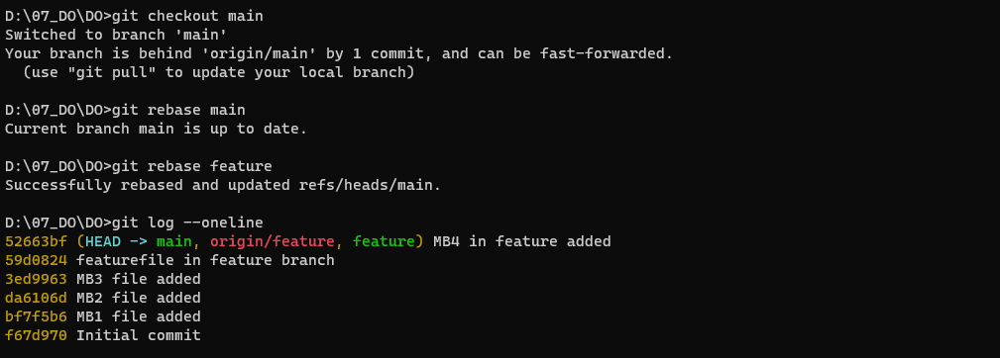 D:\07_DO\DO>git checkout main
Switched to branch 'main'
Your branch is behind 'origin/main' by 1 commit, and can be fast-forwarded.
  (use "git pull" to update your local branch)
D:\07_DO\DO>git rebase main
Current branch main is up to date.
D:\07_DO\DO>git rebase feature
Successfully rebased and updated refs/heads/main.
D:\07_DO\DO>git log --oneline
52663bf (HEAD -> main, origin/feature, feature) MB4 in feature added
59d0824 featurefile in feature branch
3ed9963 MB3 file added
da6106d MB2 file added
bf7f5b6 MB1 file added
f67d970 Initial commit